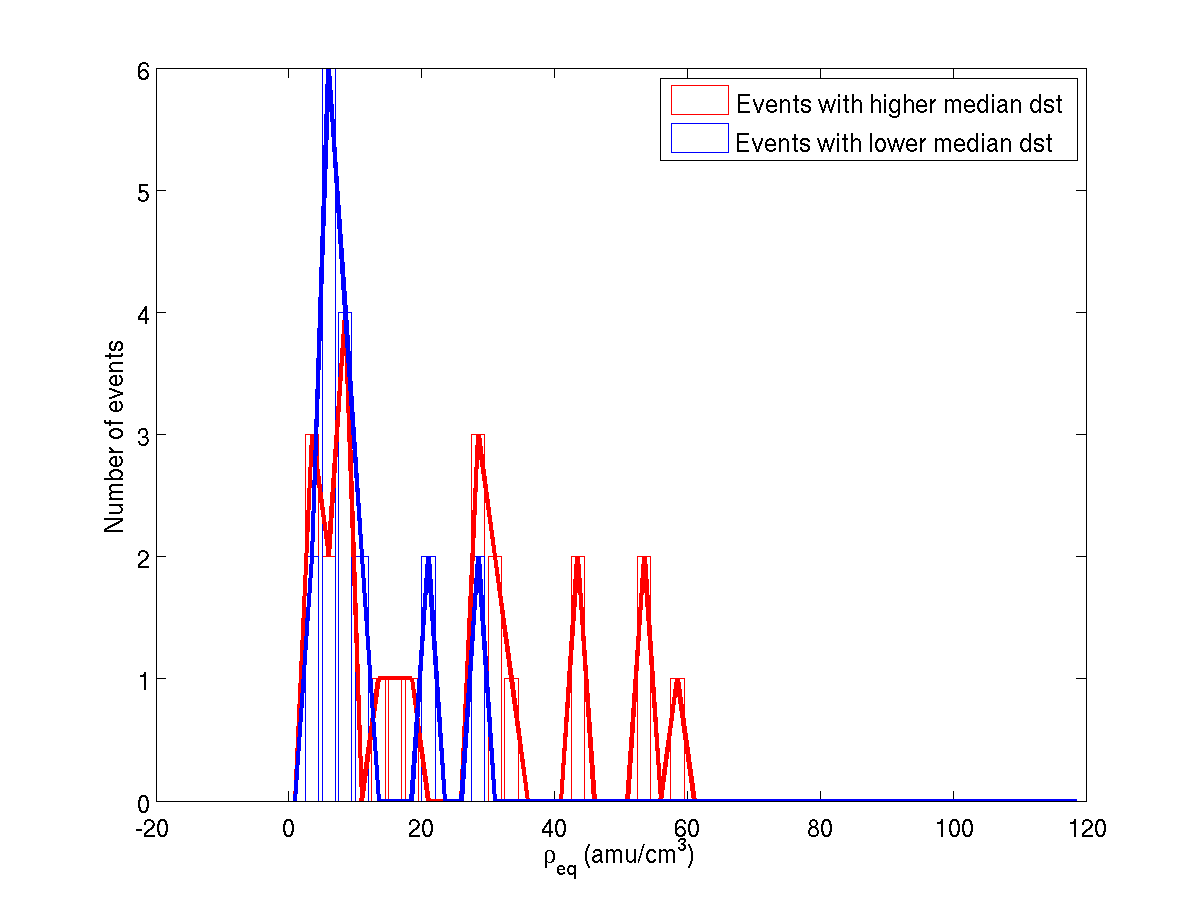 6
5
4
3
2
1
0
Number of events
Events with higher median dst
Events with lower median dst
-20 0 20 40 60 80 100 120
ρeq (amu/cm³)